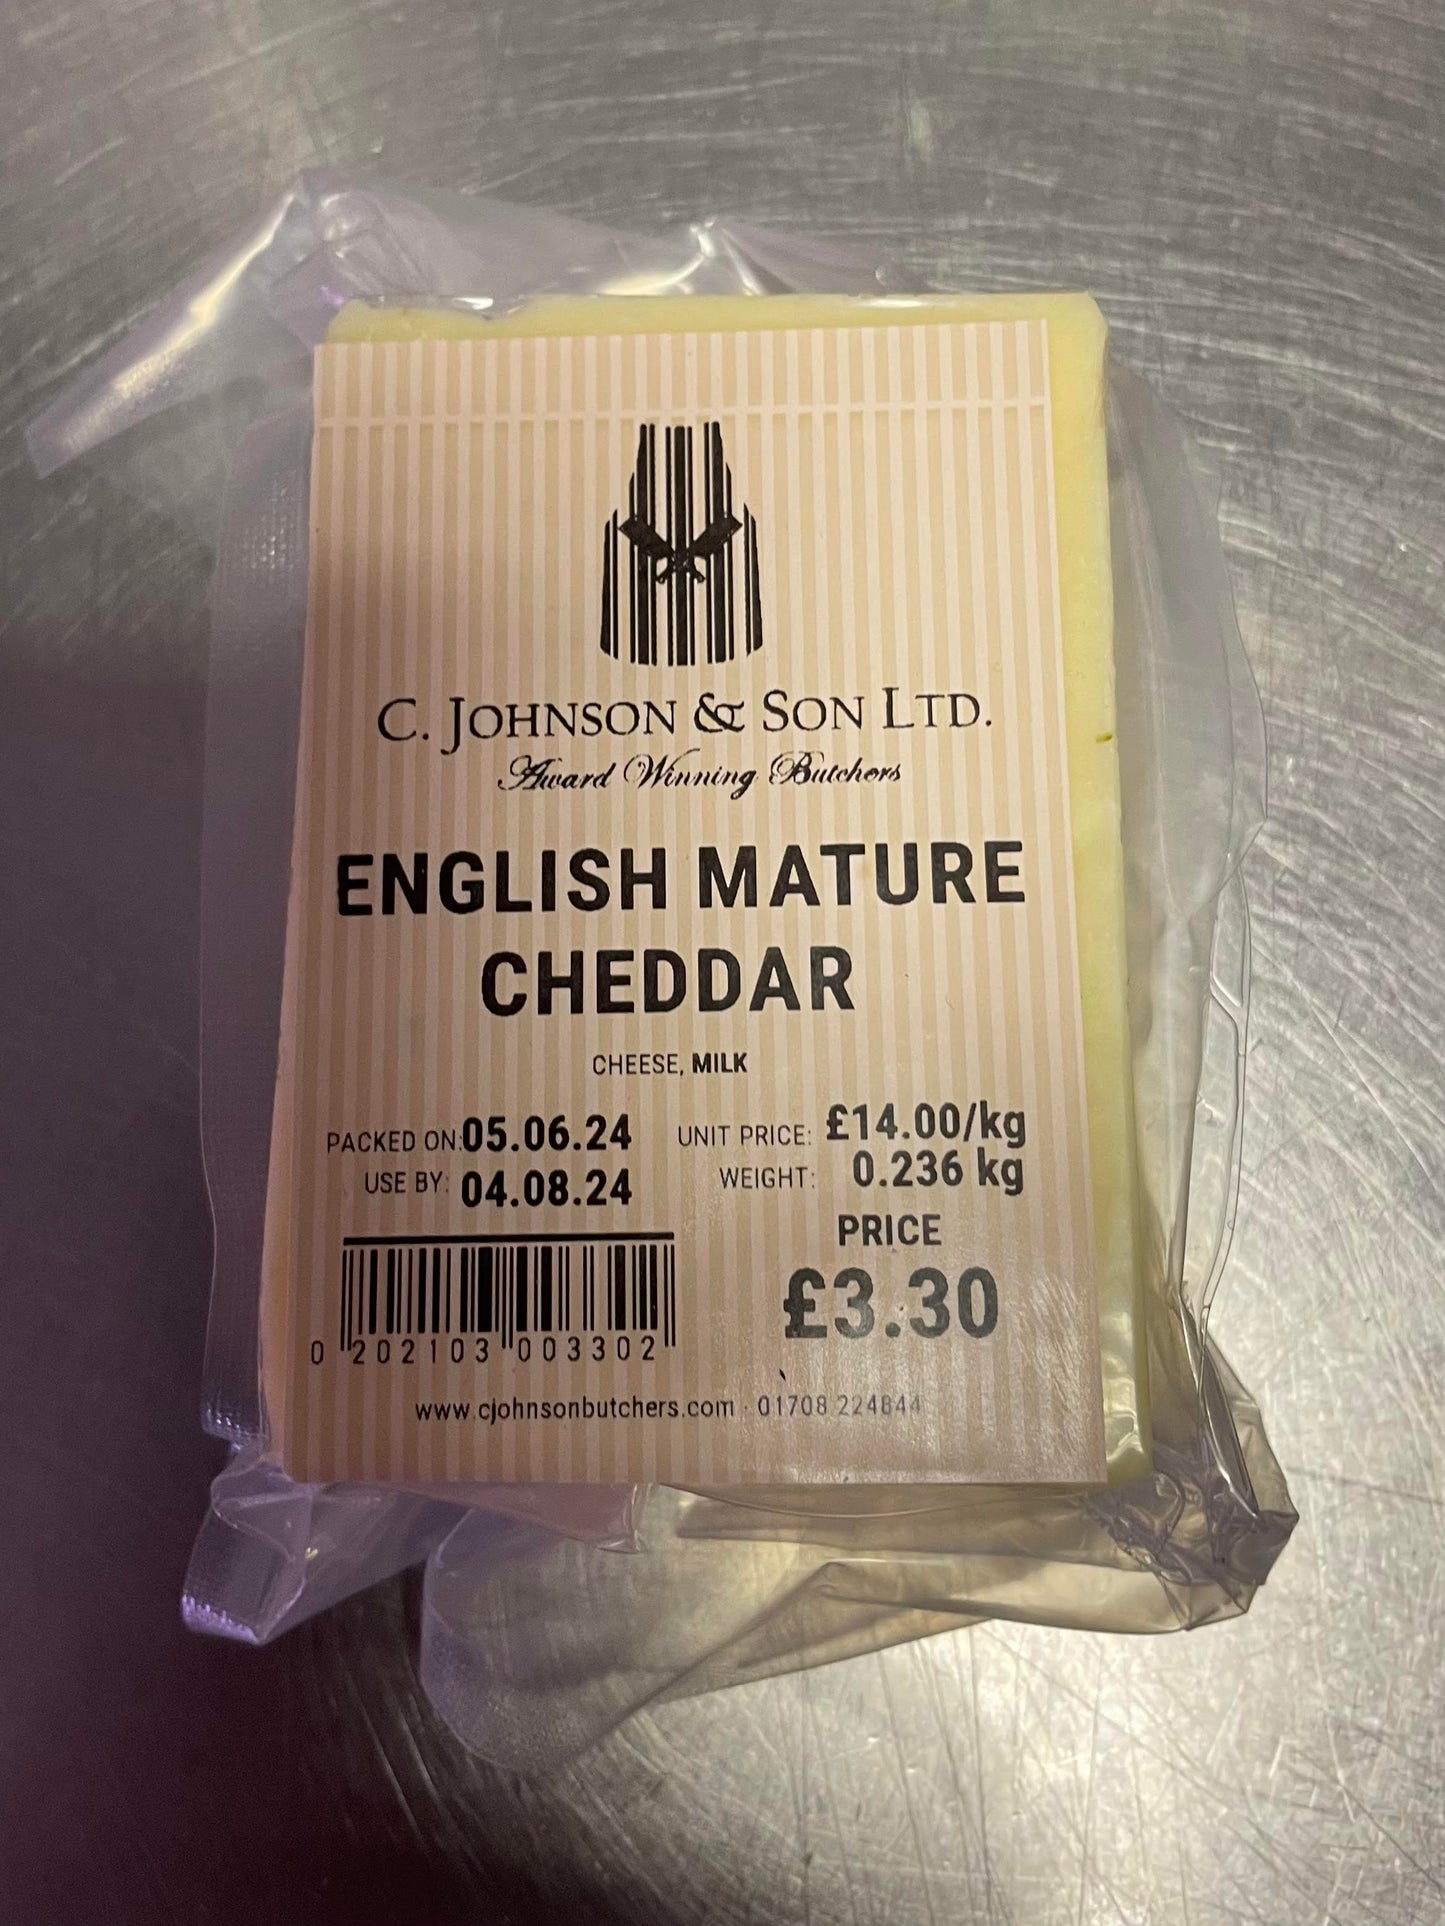 C. JOHNSON & SON LTD.
Award Winning Butchers
ENGLISH MATURE
CHEDDAR
CHEESE, MILK
PACKED ON: 05.06.24
USE BY: 04.08.24
UNIT PRICE: £14.00/kg
WEIGHT: 0.236 kg
PRICE
£3.30
0 202103 003302
www.cjohnsonbutchers.com · 01708 224844